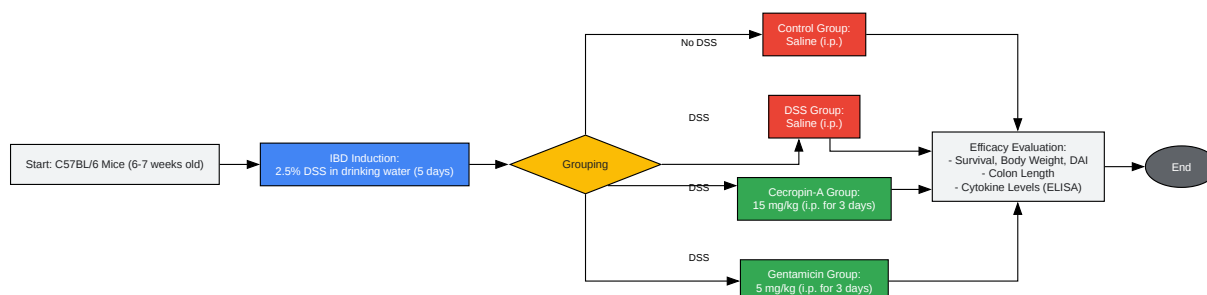 Control Group:
Saline (i.p.)
No DSS
DSS
DSS Group:
Saline (i.p.)
Start: C57BL/6 Mice (6-7 weeks old)
IBD Induction:
2.5% DSS in drinking water (5 days)
Grouping
Efficacy Evaluation:
- Survival, Body Weight, DAI
- Colon Length
- Cytokine Levels (ELISA)
End
DSS
Cecropin-A Group:
15 mg/kg (i.p. for 3 days)
DSS
Gentamicin Group:
5 mg/kg (i.p. for 3 days)